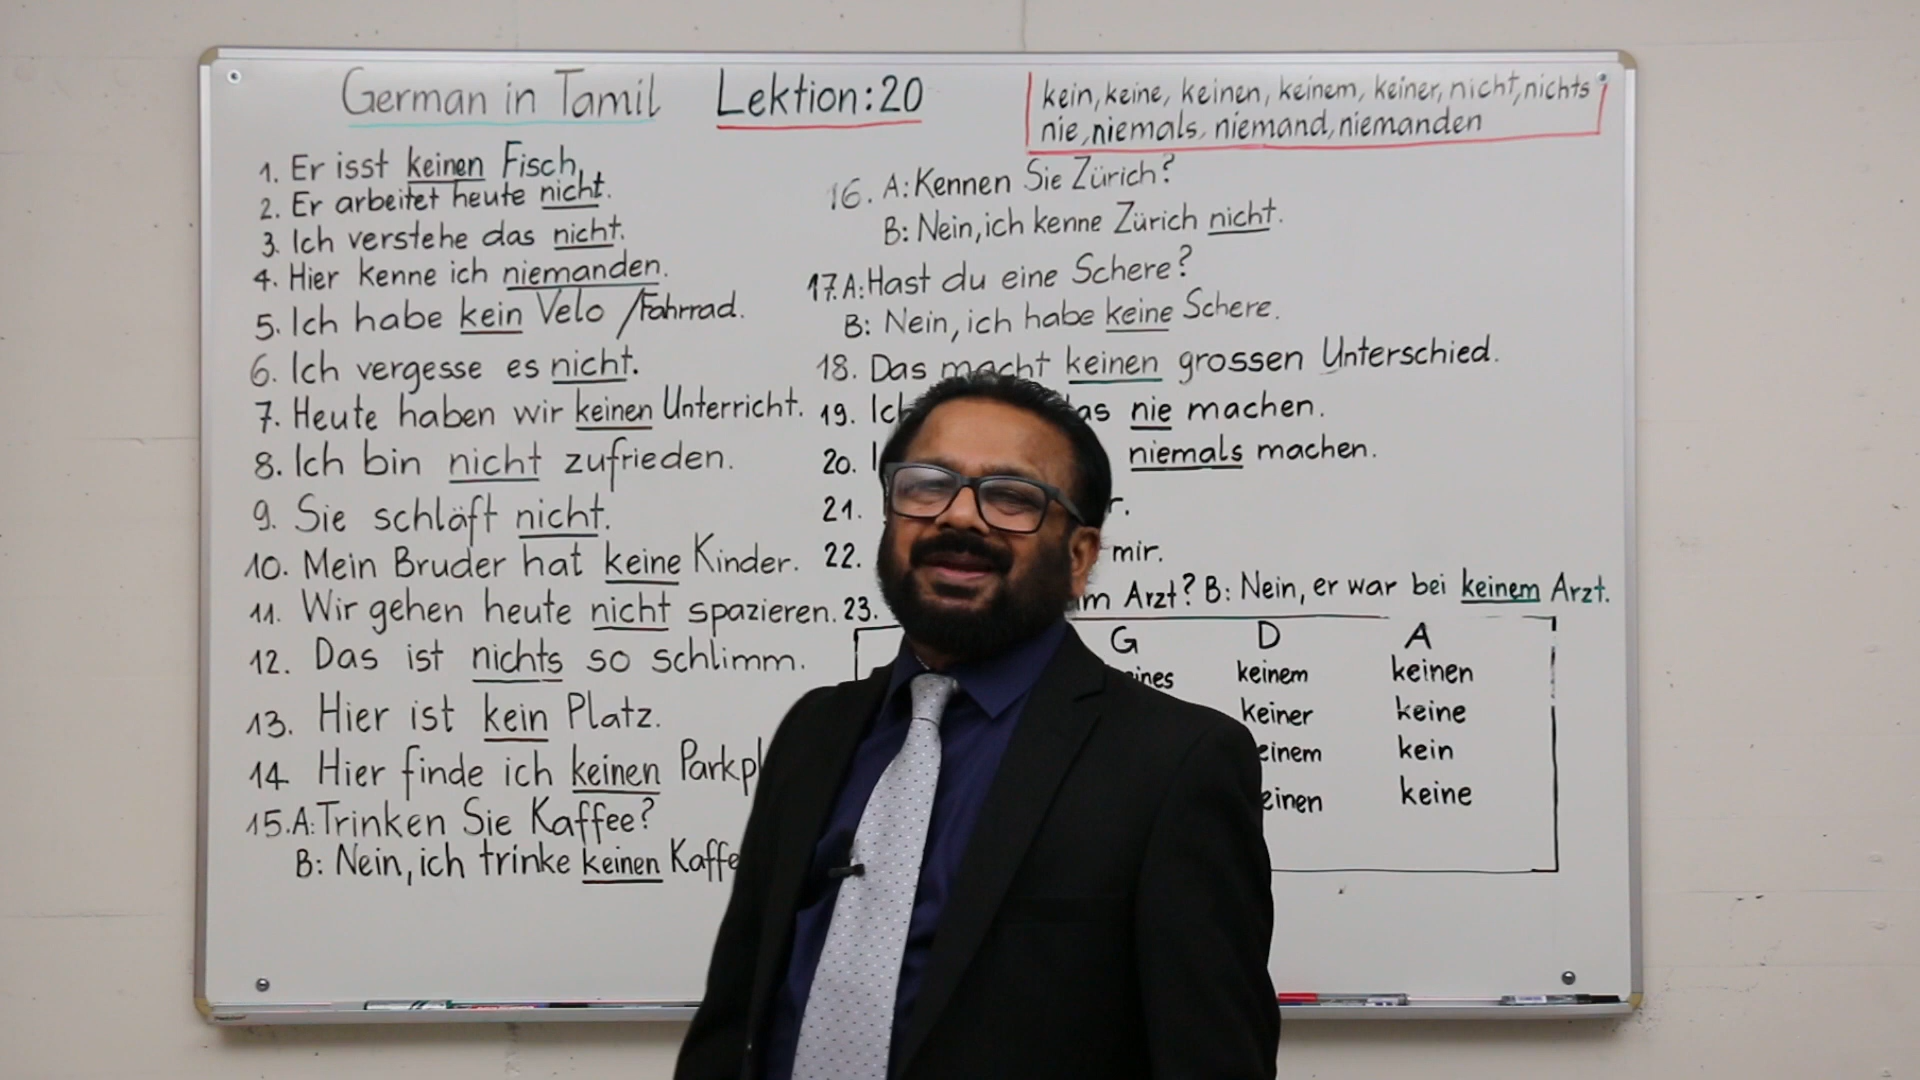 German in Tamil Lektion:20
kein, keine, keinen, keinem, keiner, nicht, nichts
nie, niemals, niemand, niemanden
1. Er isst keinen Fisch.
2. Er arbeitet heute nicht.
3. Ich verstehe das nicht.
4. Hier kenne ich niemanden.
5. Ich habe kein Velo /Fahrrad.
6. Ich vergesse es nicht.
7. Heute haben wir keinen Unterricht.
8. Ich bin nicht zufrieden.
9. Sie schläft nicht.
10. Mein Bruder hat keine Kinder.
11. Wir gehen heute nicht spazieren.
12. Das ist nichts so schlimm.
13. Hier ist kein Platz.
14 Hier finde ich keinen
15. A: Trinken Sie Kaffee?
B: Nein, ich trinke keinen
16. A: Kennen Sie Zürich?
B: Nein, ich kenne Zürich nicht.
17. A: Hast du eine Schere?
B: Nein, ich habe keine Schere.
18. Das macht keinen grossen Unterschied.
19. nie machen.
20. niemals machen.
21.
22. mir.
23. Arzt? B: Nein, er war bei keinem Arzt.
G D A
keinem keinen
keiner keine
kein
keine